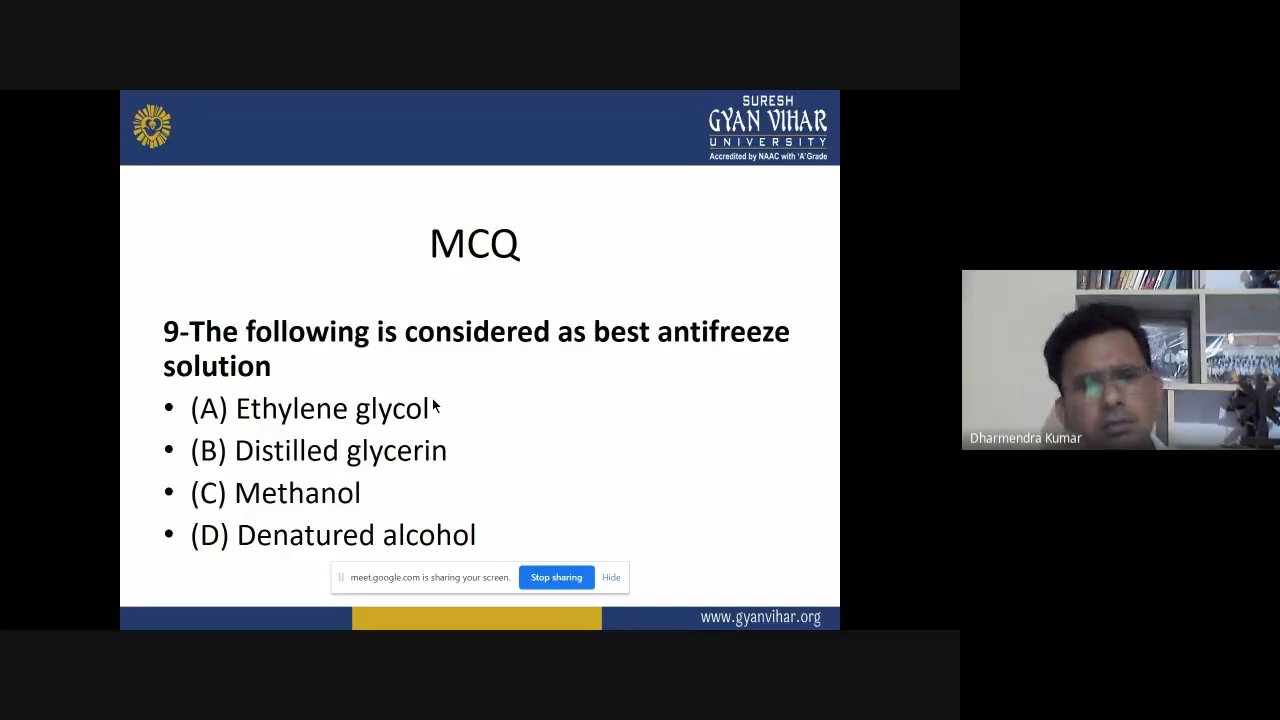 SURESH
GYAN VIHAR
UNIVERSITY
Accredited by NAAC with 'A' Grade
MCQ
9-The following is considered as best antifreeze
solution
• (A) Ethylene glycol
• (B) Distilled glycerin
• (C) Methanol
• (D) Denatured alcohol
meet.google.com is sharing your screen. Stop sharing Hide
www.gyanvihar.org
Dharmendra Kumar